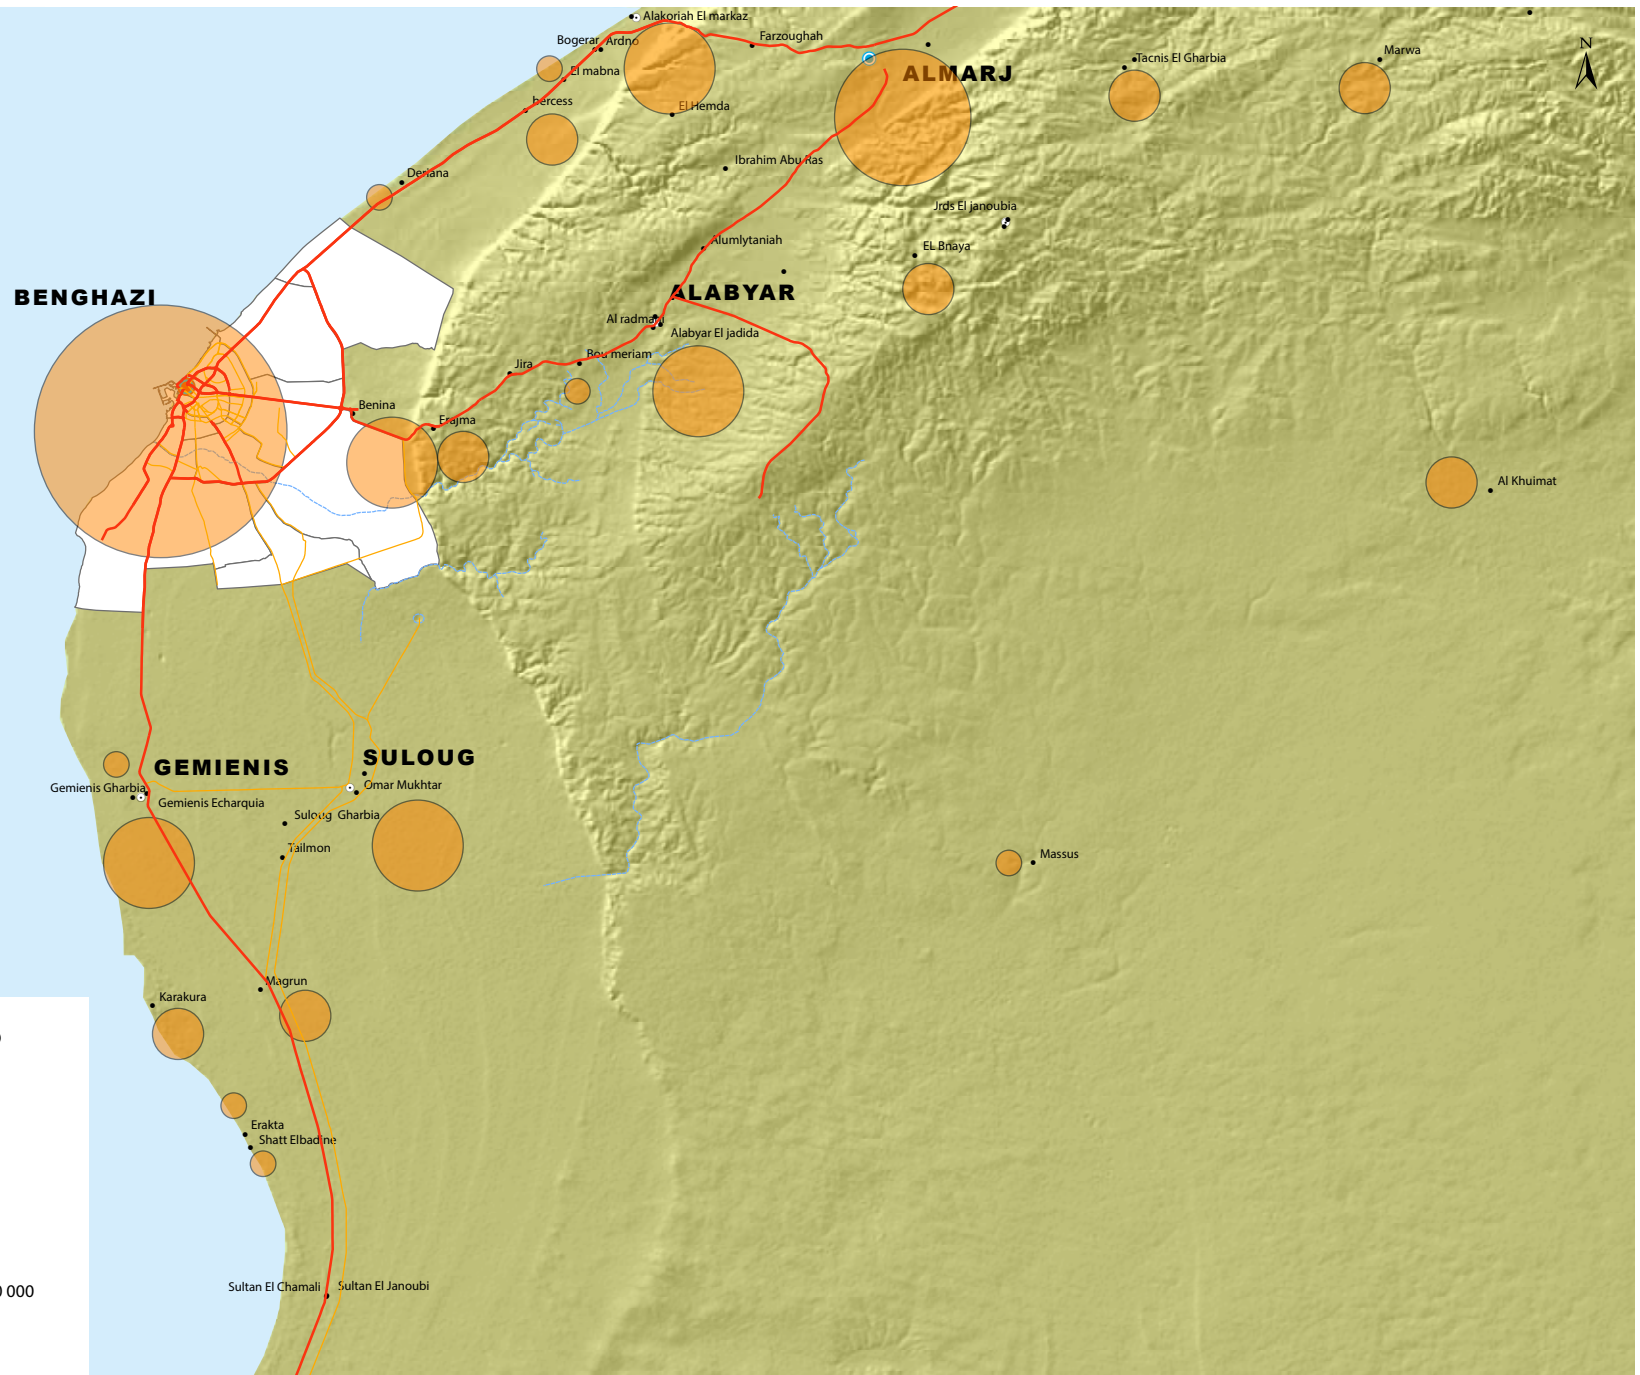 Alakoriah El markaz
Farzoughah
Bogerar
Ardno
N
Marwa
Tacnis El Gharbia
El mabna
ALMARJ
bercess
El Hemda
Ibrahim Abu Ras
Deriana
Jrds El janoubia
Alumlytaniah
EL Bnaya
BENGHAZI
ALABYAR
Al radmah
Alabyar El jadida
Bou meriam
Jira
Benina
Erajma
Al Khuimat
SULOUG
GEMIENIS
Omar Mukhtar
Gemienis Gharbia
Gemienis Echarquia
Suloug Gharbia
Tailmon
Massus
Magrun
Karakura
Erakta
Shatt Elbadine
Sultan El Chamali
Sultan El Janoubi
000